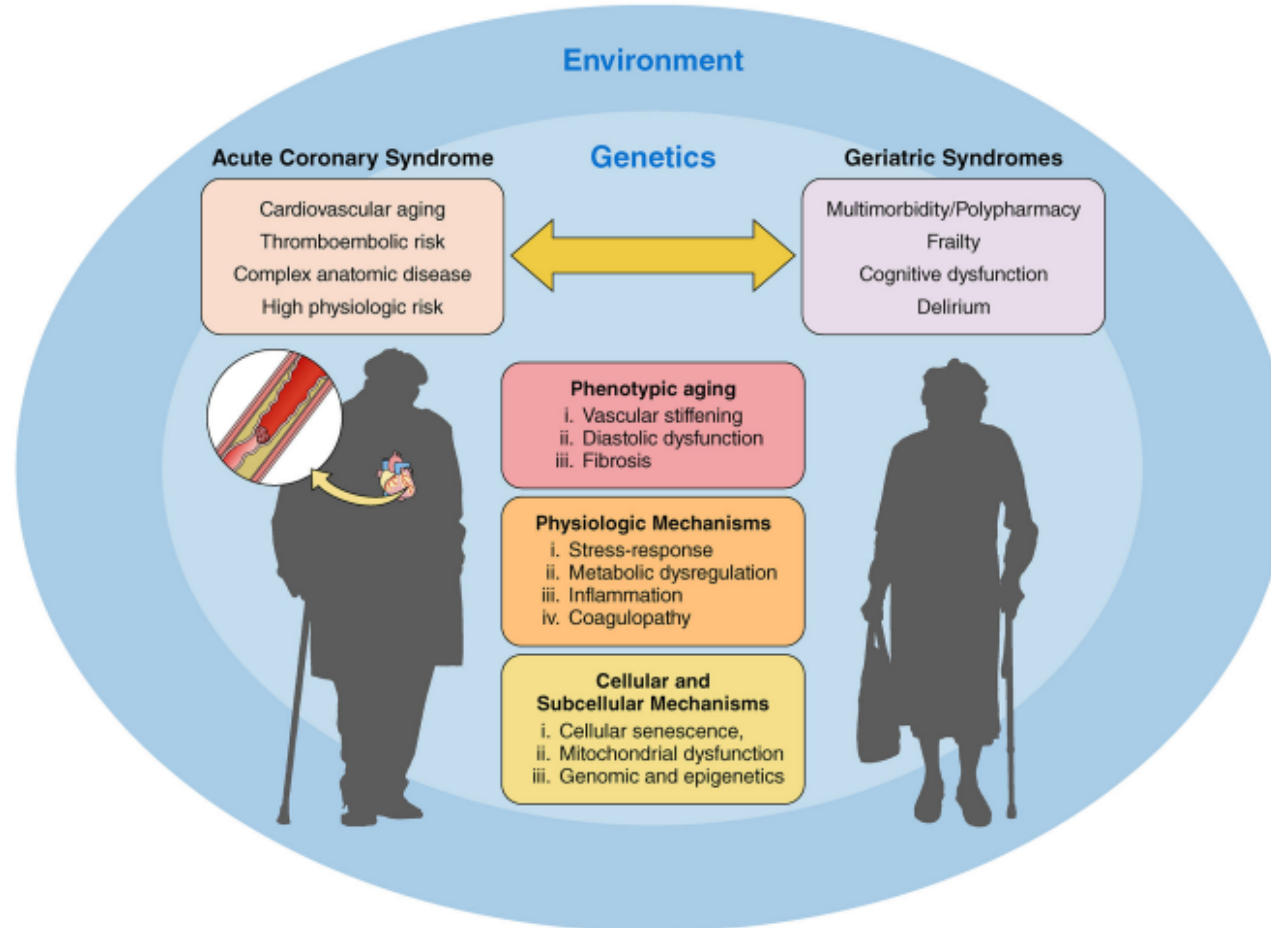 Environment
Genetics
Acute Coronary Syndrome
Cardiovascular aging
Thromboembolic risk
Complex anatomic disease
High physiologic risk
Geriatric Syndromes
Multimorbidity/Polypharmacy
Frailty
Cognitive dysfunction
Delirium
Phenotypic aging
i. Vascular stiffening
ii. Diastolic dysfunction
iii. Fibrosis
Physiologic Mechanisms
i. Stress-response
ii. Metabolic dysregulation
iii. Inflammation
iv. Coagulopathy
Cellular and
Subcellular Mechanisms
i. Cellular senescence,
ii. Mitochondrial dysfunction
iii. Genomic and epigenetics